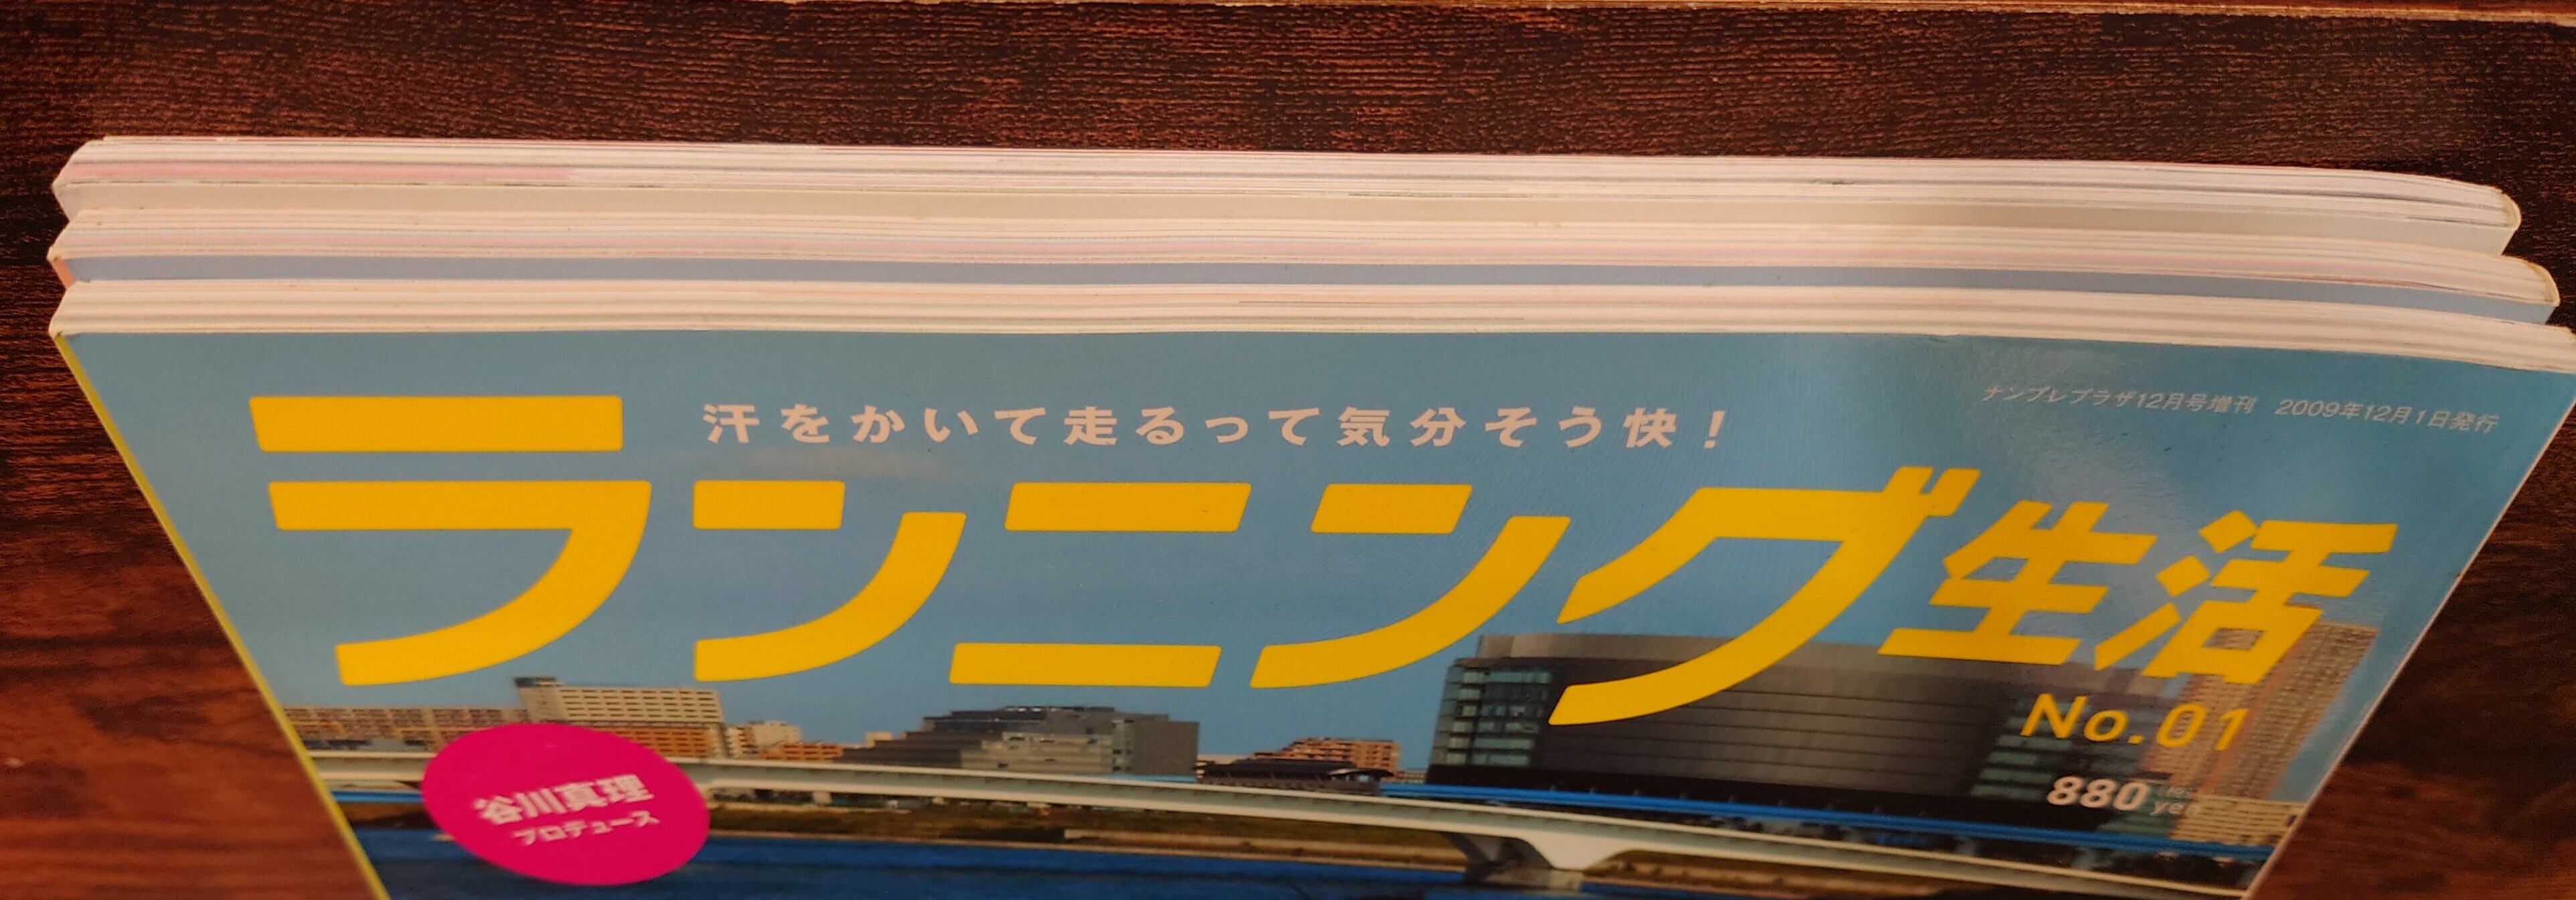 ナンプレプラザ12月号増刊 2009年12月1日発行
汗をかいて走るって気分そう快！
ランニング生活
No.01
880 yen
谷川真理
プロデュース